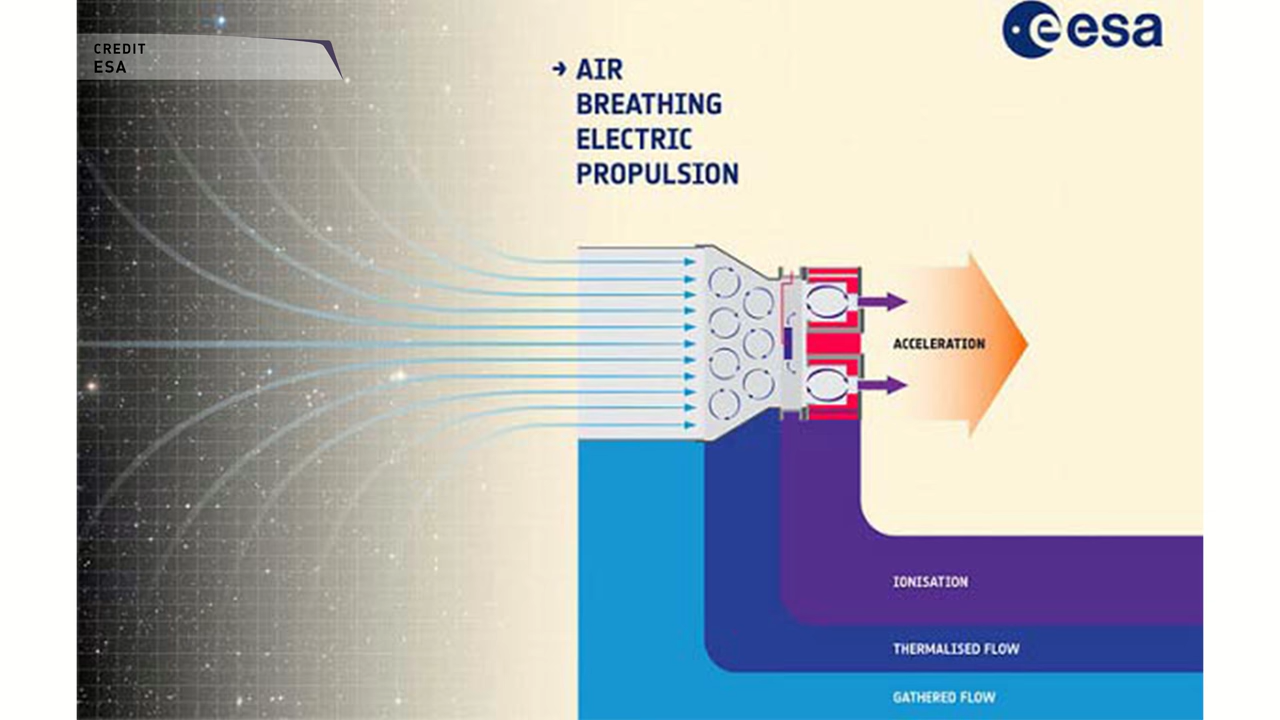 CREDIT
ESA
esa
→ AIR
BREATHING
ELECTRIC
PROPULSION
ACCELERATION
IONISATION
THERMALISED FLOW
GATHERED FLOW